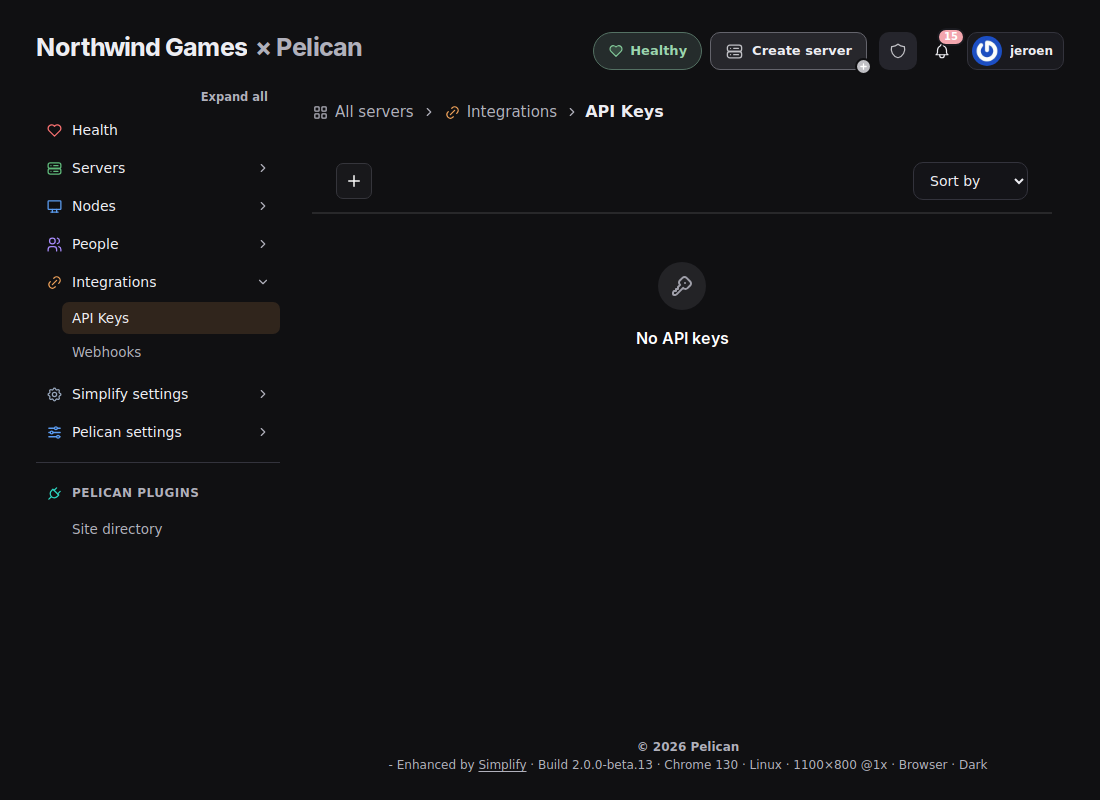 Northwind Games × Pelican
Healthy
Create server
15
jeroen
Expand all
Health
Servers
Nodes
People
Integrations
API Keys
Webhooks
Simplify settings
Pelican settings
PELICAN PLUGINS
Site directory
All servers > Integrations > API Keys
Sort by
No API keys
© 2026 Pelican
- Enhanced by Simplify · Build 2.0.0-beta.13 · Chrome 130 · Linux · 1100×800 @1x · Browser · Dark